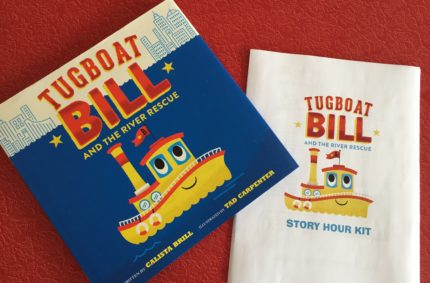 TUGBOAT
BILL
AND THE RIVER RESCUE
WRITTEN BY CALISTA BRILL
ILLUSTRATED BY TAD CARPENTER
TUGBOAT
BILL
AND THE RIVER RESCUE
STORY HOUR KIT